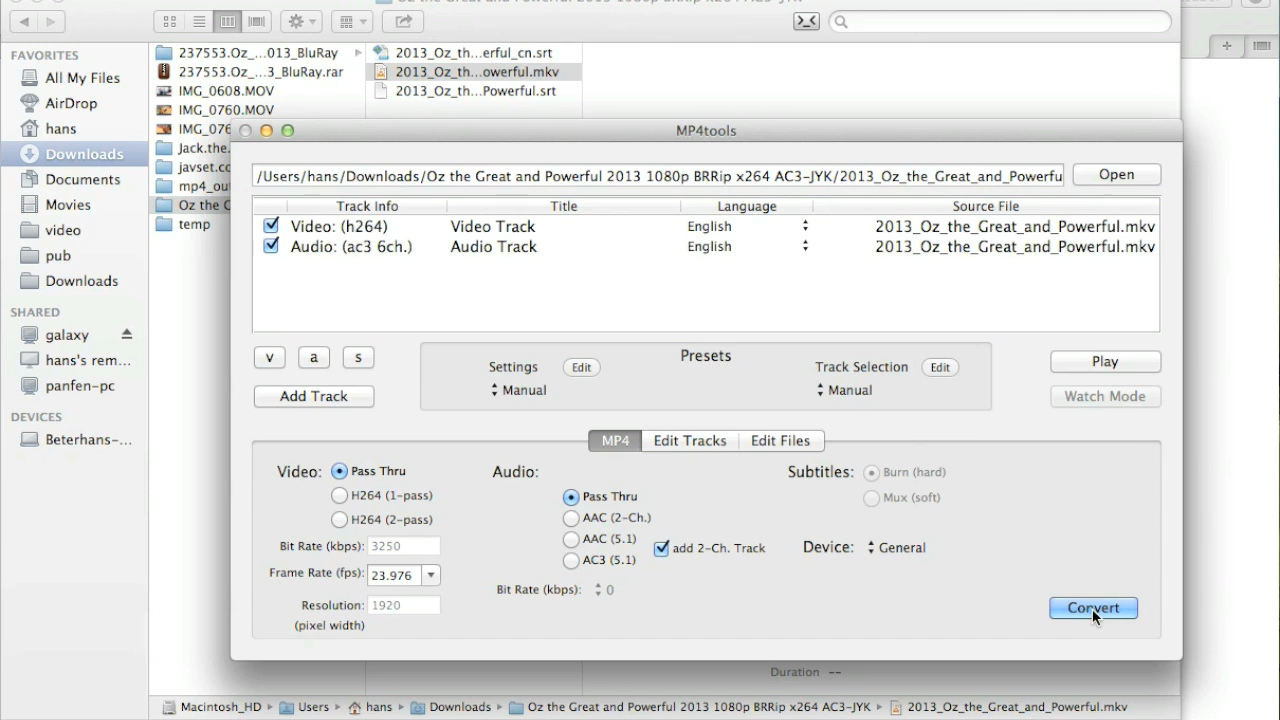 FAVORITES
All My Files
AirDrop
hans
Downloads
Documents
Movies
video
pub
Downloads
SHARED
galaxy
hans's rem...
panfen-pc
DEVICES
Beterhans-...
237553.Oz_...013_BluRay
237553.Oz_...3_BluRay.rar
IMG_0608.MOV
IMG_0760.MOV
IMG_076
Jack.the.
javset.co
mp4_ou
Oz the G
temp
2013_Oz_th...erful_cn.srt
2013_Oz_th...owerful.mkv
2013_Oz_th...Powerful.srt
MP4tools
/Users/hans/Downloads/Oz the Great and Powerful 2013 1080p BRRip x264 AC3-JYK/2013_Oz_the_Great_and_Powerfu
Open
Track Info Title Language Source File
Video: (h264) Video Track English 2013_Oz_the_Great_and_Powerful.mkv
Audio: (ac3 6ch.) Audio Track English 2013_Oz_the_Great_and_Powerful.mkv
v a s
Add Track
Presets
Settings Edit
Manual
Track Selection Edit
Manual
Play
Watch Mode
MP4 Edit Tracks Edit Files
Video: Pass Thru
H264 (1-pass)
H264 (2-pass)
Bit Rate (kbps): 3250
Frame Rate (fps): 23.976
Resolution: 1920
(pixel width)
Audio:
Pass Thru
AAC (2-Ch.)
AAC (5.1)
AC3 (5.1)
add 2-Ch. Track
Bit Rate (kbps): 0
Subtitles: Burn (hard)
Mux (soft)
Device: General
Convert
Duration --
Macintosh_HD Users hans Downloads Oz the Great and Powerful 2013 1080p BRRip x264 AC3-JYK 2013_Oz_the_Great_and_Powerful.mkv